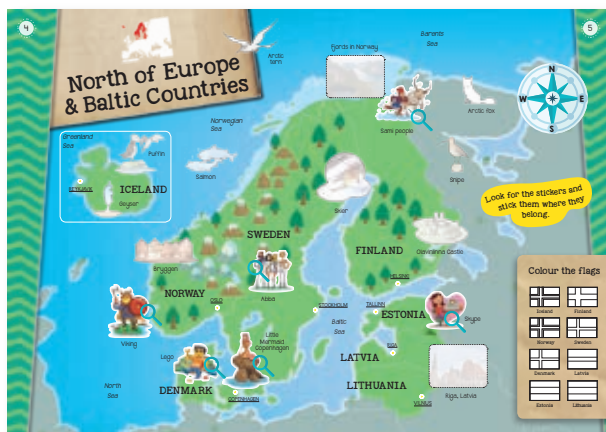 4
5
North of Europe
& Baltic Countries
Arctic
tern
Fjords in Norway
Barents
Sea
N
W
E
S
Arctic fox
Sami people
Norwegian
Sea
Greenland
Sea
Puffin
ICELAND
Geyser
Salmon
Snipe
Look for the stickers and
stick them where they
belong.
SWEDEN
FINLAND
Olavinlinna Castle
HELSINKI
Bryggen
NORWAY
OSLO
Abba
STOCKHOLM
TALLINN
ESTONIA
Skype
Viking
Little
Mermaid
Copenhagen
Baltic
Sea
Lego
RIGA
LATVIA
LITHUANIA
DENMARK
COPENHAGEN
North
Sea
Riga, Latvia
VILNIUS
Colour the flags
Iceland
Finland
Norway
Sweden
Denmark
Latvia
Estonia
Lithuania